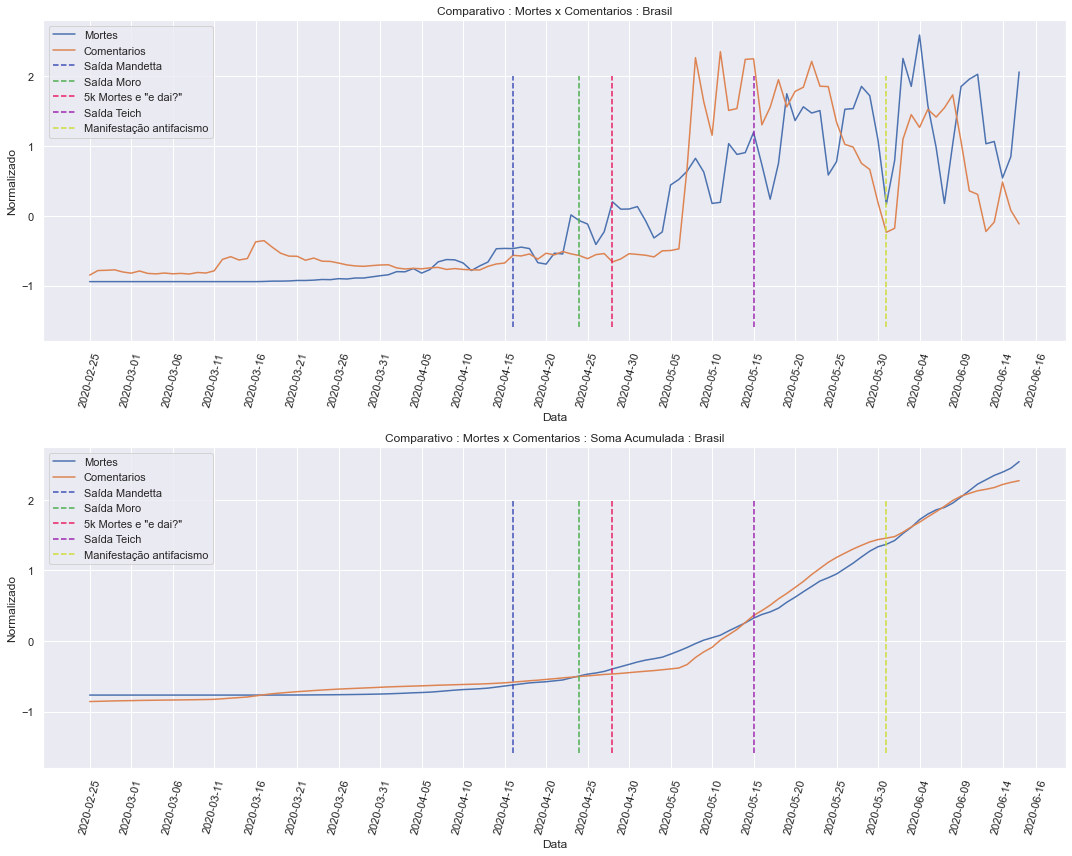 Comparativo : Mortes x Comentarios : Brasil
Mortes
Comentarios
Saída Mandetta
Saída Moro
5k Mortes e "e dai?"
Saída Teich
Manifestação antifacismo
Normalizado
2
1
0
−1
2020-02-25
2020-03-01
2020-03-06
2020-03-11
2020-03-16
2020-03-21
2020-03-26
2020-03-31
2020-04-05
2020-04-10
2020-04-15
2020-04-20
2020-04-25
2020-04-30
2020-05-05
2020-05-10
2020-05-15
2020-05-20
2020-05-25
2020-05-30
2020-06-04
2020-06-09
2020-06-14
2020-06-16
Data
Comparativo : Mortes x Comentarios : Soma Acumulada : Brasil
Mortes
Comentarios
Saída Mandetta
Saída Moro
5k Mortes e "e dai?"
Saída Teich
Manifestação antifacismo
Normalizado
2
1
0
−1
2020-02-25
2020-03-01
2020-03-06
2020-03-11
2020-03-16
2020-03-21
2020-03-26
2020-03-31
2020-04-05
2020-04-10
2020-04-15
2020-04-20
2020-04-25
2020-04-30
2020-05-05
2020-05-10
2020-05-15
2020-05-20
2020-05-25
2020-05-30
2020-06-04
2020-06-09
2020-06-14
2020-06-16
Data